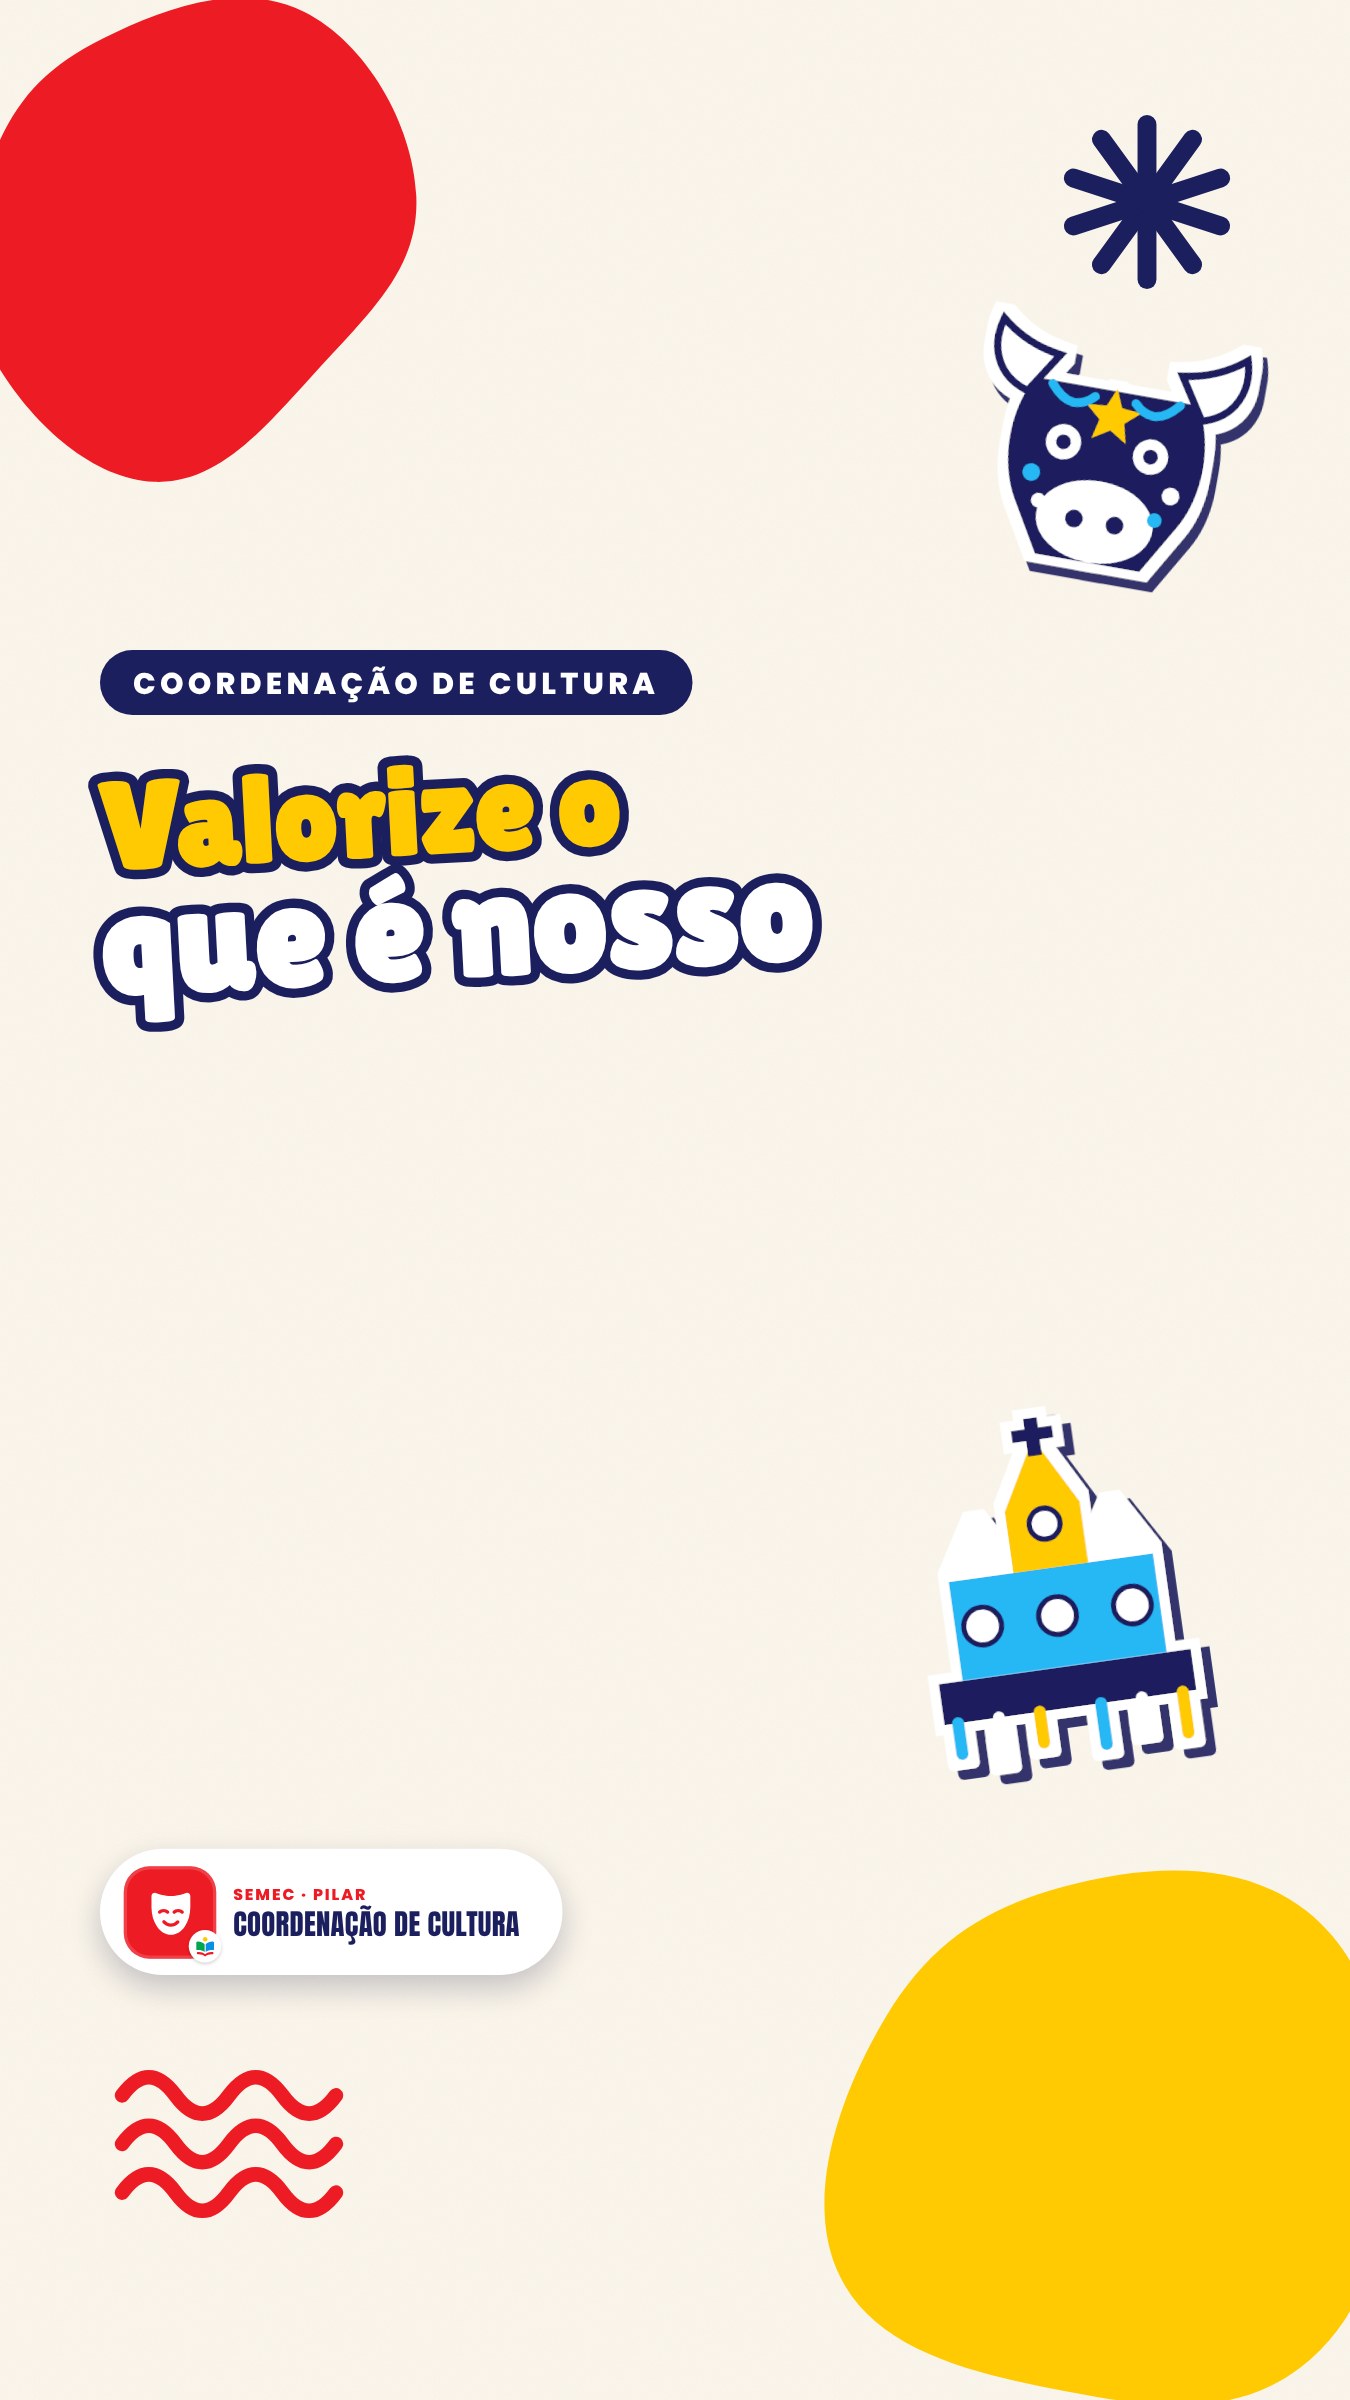 COORDENAÇÃO DE CULTURA
Valorize o
que é nosso
SEMEC · PILAR
COORDENAÇÃO DE CULTURA